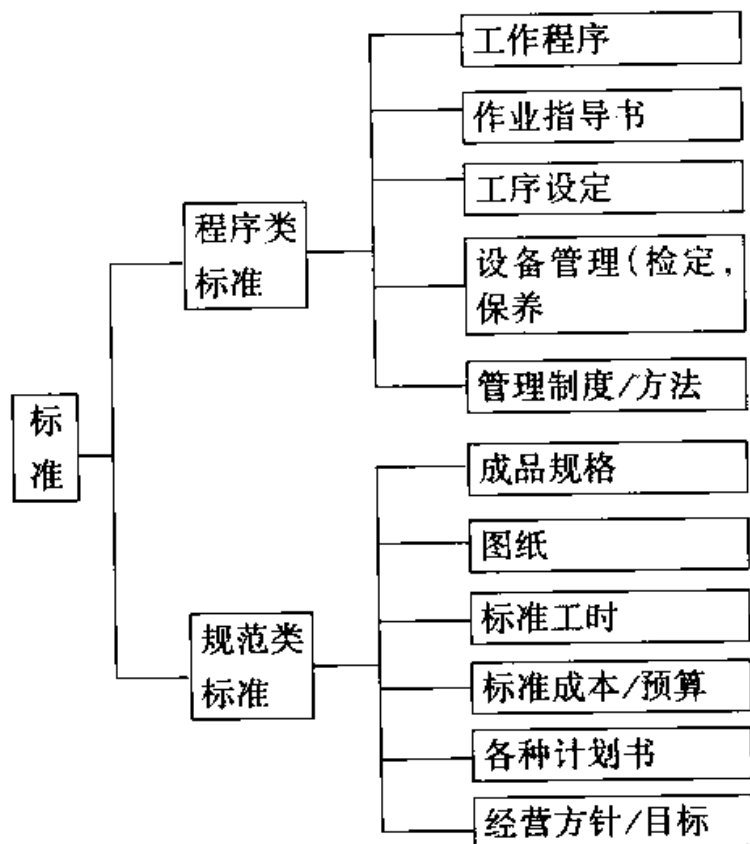 工作程序
作业指导书
工序设定
程序类
标准
设备管理(检定,
保养
管理制度/方法
标
准
成品规格
图纸
标准工时
规范类
标准
标准成本/预算
各种计划书
经营方针/目标